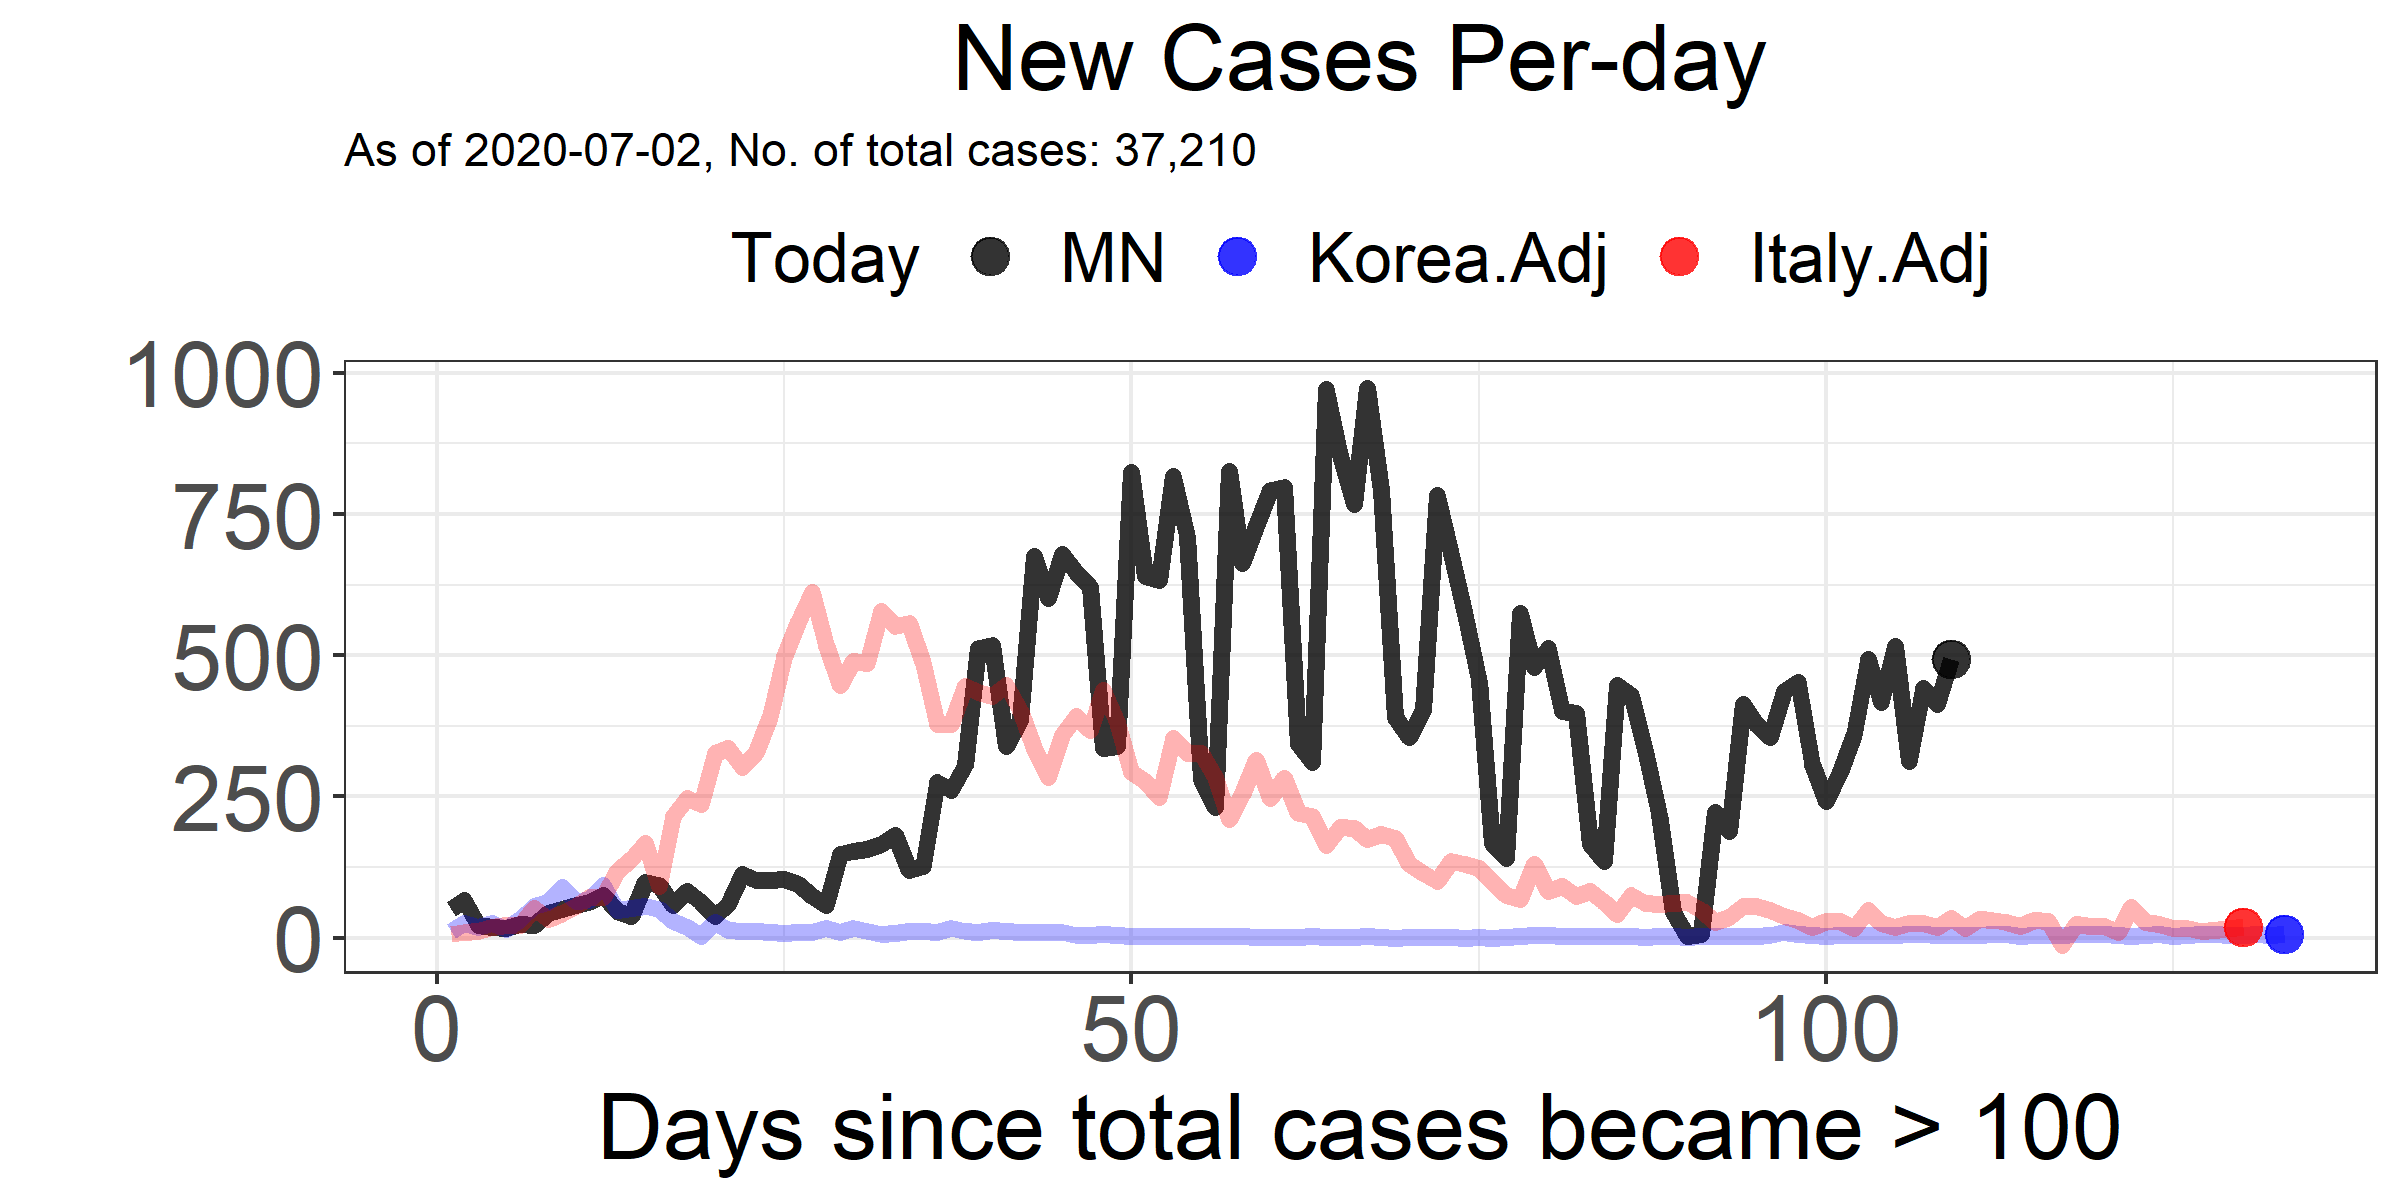 New Cases Per-day
As of 2020-07-02, No. of total cases: 37,210
Today MN Korea.Adj Italy.Adj
1000
750
500
250
0
0 50 100
Days since total cases became > 100